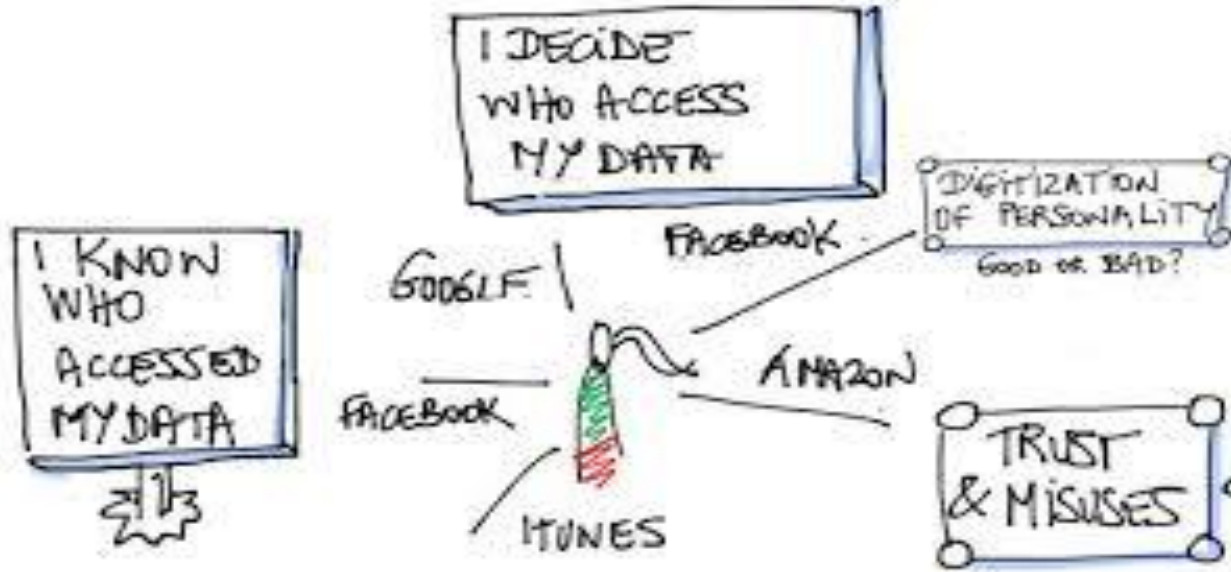 I DECIDE
WHO ACCESS
MY DATA
DIGITIZATION
OF PERSONALITY
GOOD OR BAD?
FACEBOOK
GOOGLE
I KNOW
WHO
ACCESSED
MY DATA
AMAZON
FACEBOOK
TRUST
& MISUSES
ITUNES